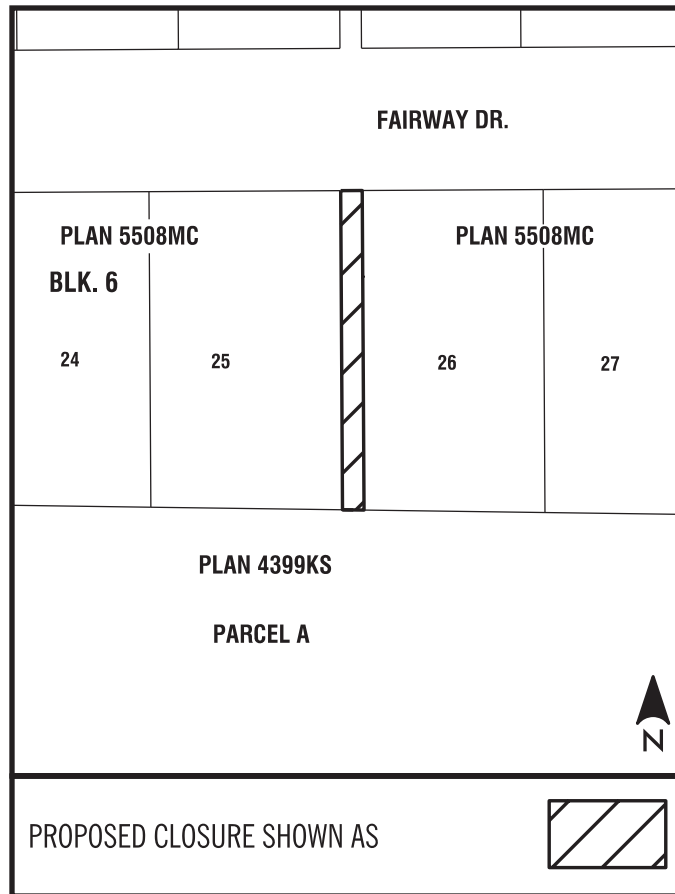 FAIRWAY DR.
PLAN 5508MC
PLAN 5508MC
BLK. 6
24
25
26
27
PLAN 4399KS
PARCEL A
N
PROPOSED CLOSURE SHOWN AS